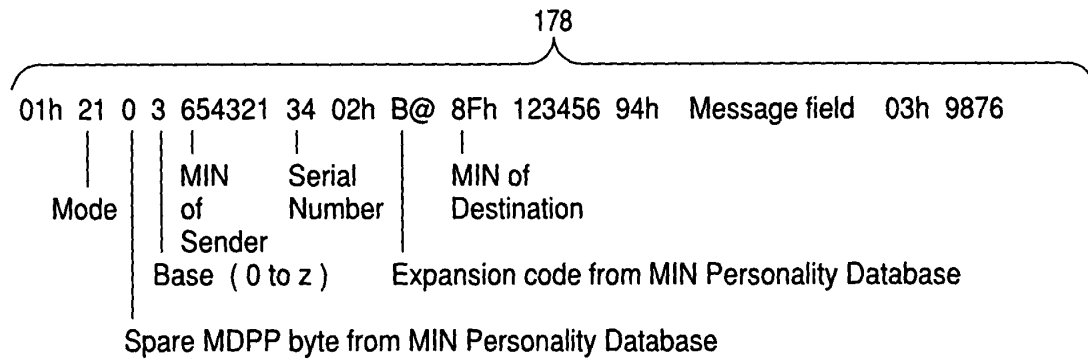 178
01h 21 0 3 654321 34 02h B@ 8Fh 123456 94h Message field 03h 9876
MIN of Sender
Serial Number
MIN of Destination
Mode
Base ( 0 to z )
Expansion code from MIN Personality Database
Spare MDPP byte from MIN Personality Database